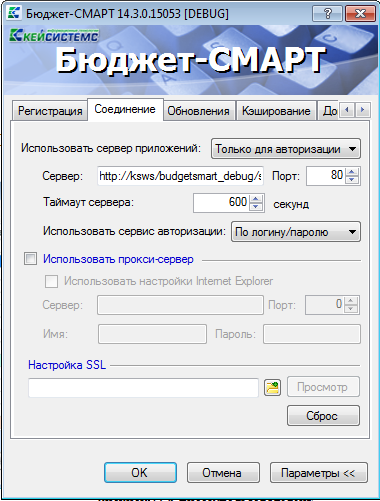 Бюджет-СМАРТ 14.3.0.15053 [DEBUG]
КЕЙСИСТЕМС
Бюджет-СМАРТ
Регистрация Соединение Обновления Кэширование До
Использовать сервер приложений: Только для авторизации
Сервер: http://ksws/budgetsmart_debug/s Порт: 80
Таймаут сервера: 600 секунд
Использовать сервис авторизации: По логину/паролю
Использовать прокси-сервер
Использовать настройки Internet Explorer
Сервер: Порт: 0
Имя: Пароль:
Настройка SSL
Просмотр
Сброс
OK Отмена Параметры <<